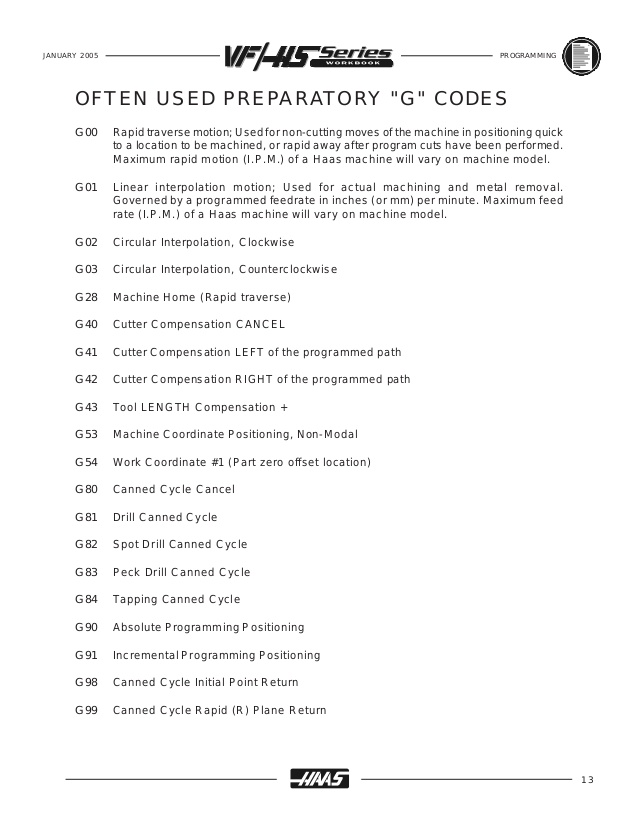 JANUARY 2005
VF/HS Series
WORKBOOK
PROGRAMMING
OFTEN USED PREPARATORY "G" CODES
G00 Rapid traverse motion; Used for non-cutting moves of the machine in positioning quick
to a location to be machined, or rapid away after program cuts have been performed.
Maximum rapid motion (I.P.M.) of a Haas machine will vary on machine model.
G01 Linear interpolation motion; Used for actual machining and metal removal.
Governed by a programmed feedrate in inches (or mm) per minute. Maximum feed
rate (I.P.M.) of a Haas machine will vary on machine model.
G02 Circular Interpolation, Clockwise
G03 Circular Interpolation, Counterclockwise
G28 Machine Home (Rapid traverse)
G40 Cutter Compensation CANCEL
G41 Cutter Compensation LEFT of the programmed path
G42 Cutter Compensation RIGHT of the programmed path
G43 Tool LENGTH Compensation +
G53 Machine Coordinate Positioning, Non-Modal
G54 Work Coordinate #1 (Part zero offset location)
G80 Canned Cycle Cancel
G81 Drill Canned Cycle
G82 Spot Drill Canned Cycle
G83 Peck Drill Canned Cycle
G84 Tapping Canned Cycle
G90 Absolute Programming Positioning
G91 Incremental Programming Positioning
G98 Canned Cycle Initial Point Return
G99 Canned Cycle Rapid (R) Plane Return
HAAS
13